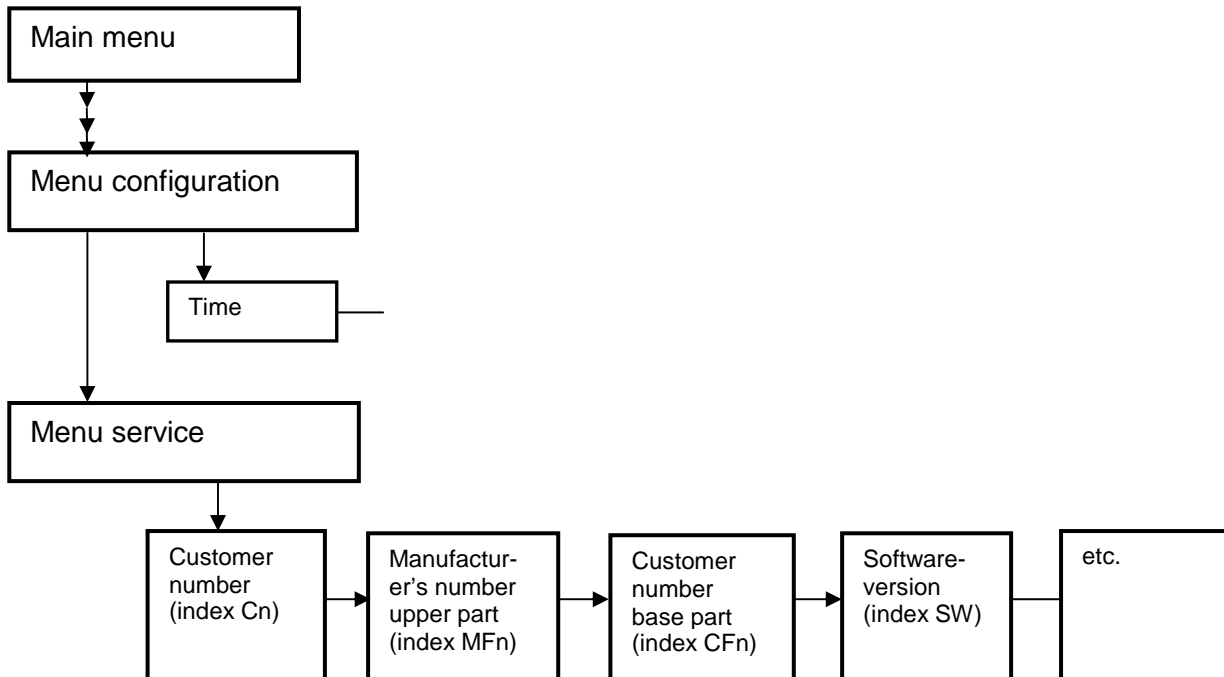 Main menu
Menu configuration
Time
Menu service
Customer
number
(index Cn)
Manufactur-
er's number
upper part
(index MFn)
Customer
number
base part
(index CFn)
Software-
version
(index SW)
etc.